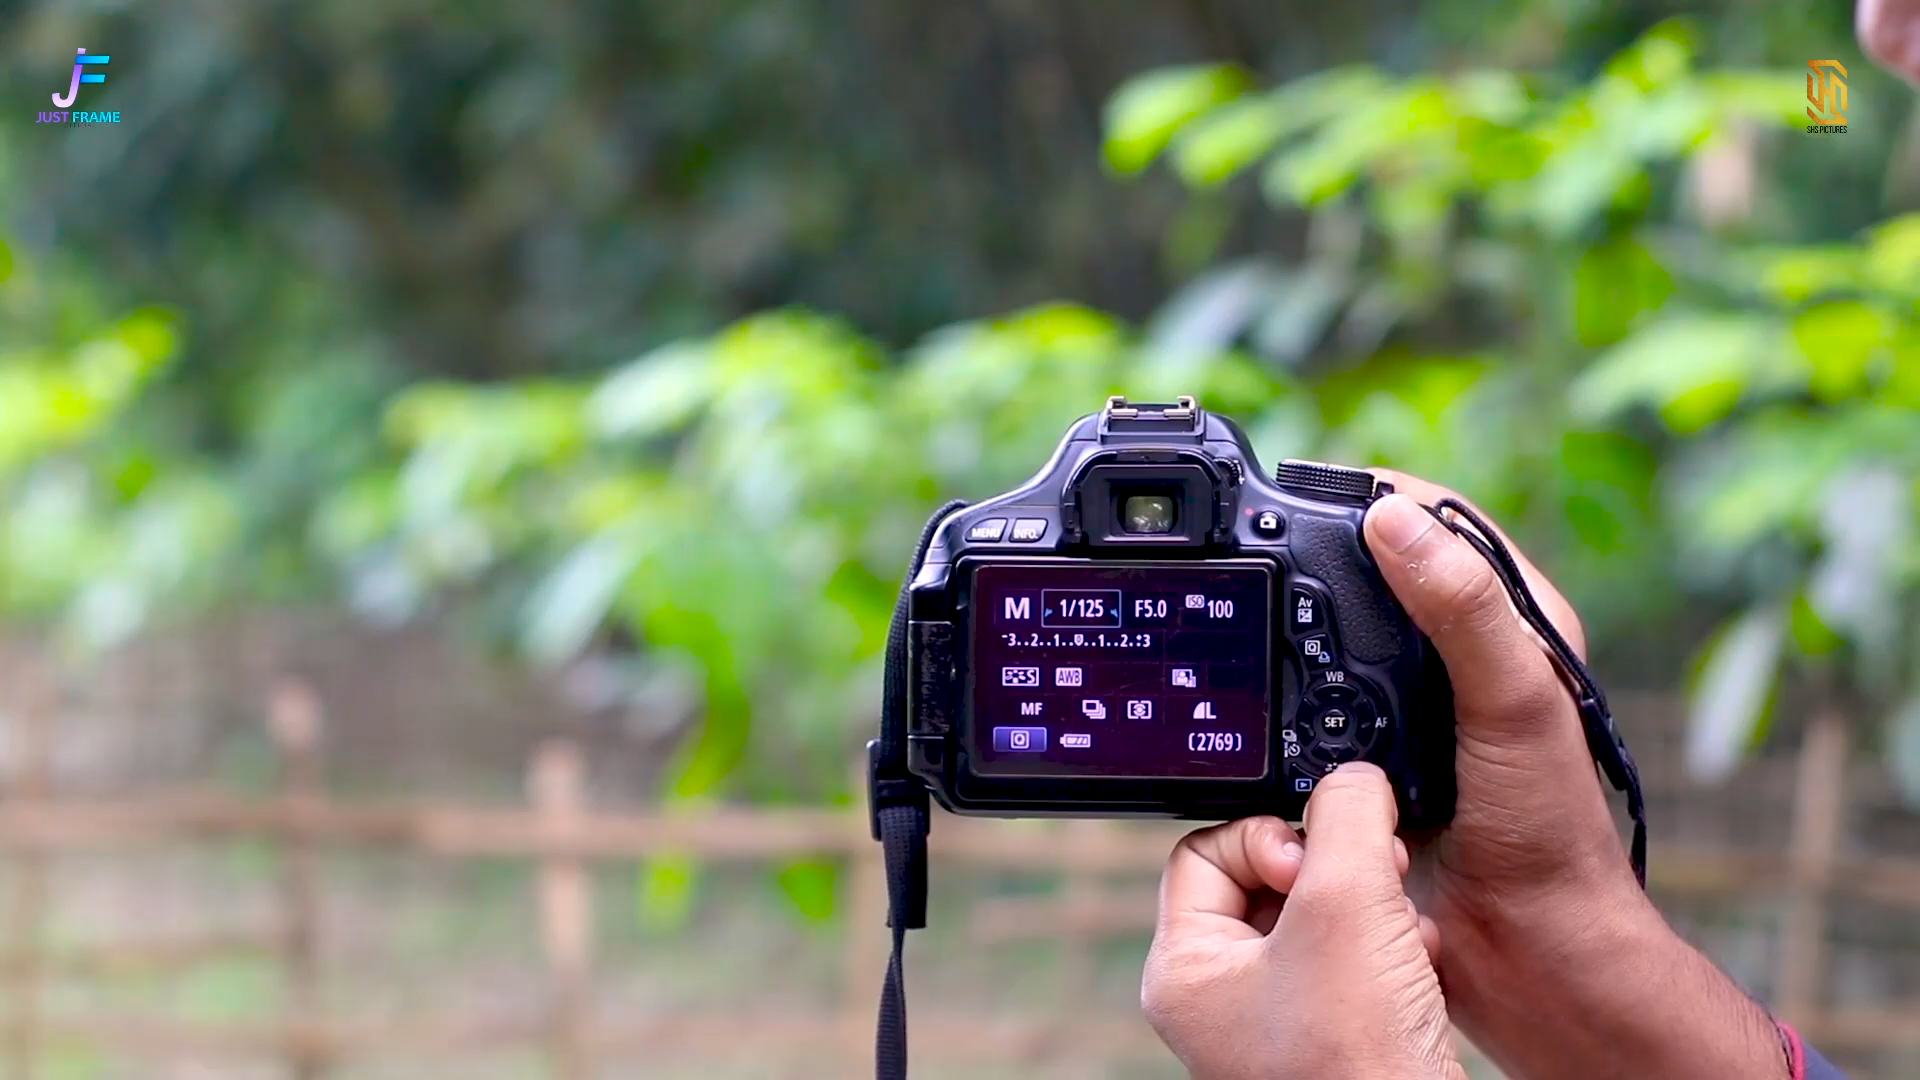 JUST FRAME
SHS PICTURES
MENU INFO.
M 1/125 F5.0 ISO 100
-3..2..1..0..1..2..+3
S AWB
MF L
Q (2769)
Av
Q
WB
SET AF